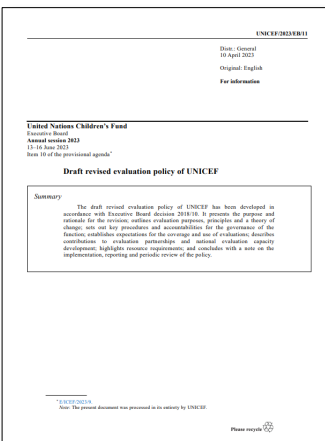 UNICEF/2023/EB/11
Distr.: General
10 April 2023
Original: English
For information
United Nations Children's Fund
Executive Board
Annual session 2023
13–16 June 2023
Item 10 of the provisional agenda*
Draft revised evaluation policy of UNICEF
Summary
The draft revised evaluation policy of UNICEF has been developed in
accordance with Executive Board decision 2018/10. It presents the purpose and
rationale for the revision; outlines evaluation purposes, principles and a theory of
change; sets out key procedures and accountabilities for the governance of the
function; establishes expectations for the coverage and use of evaluations; describes
contributions to evaluation partnerships and national evaluation capacity
development; highlights resource requirements; and concludes with a note on the
implementation, reporting and periodic review of the policy.
* E/ICEF/2023/9
Note: The present document was processed in its entirety by UNICEF.
Please recycle